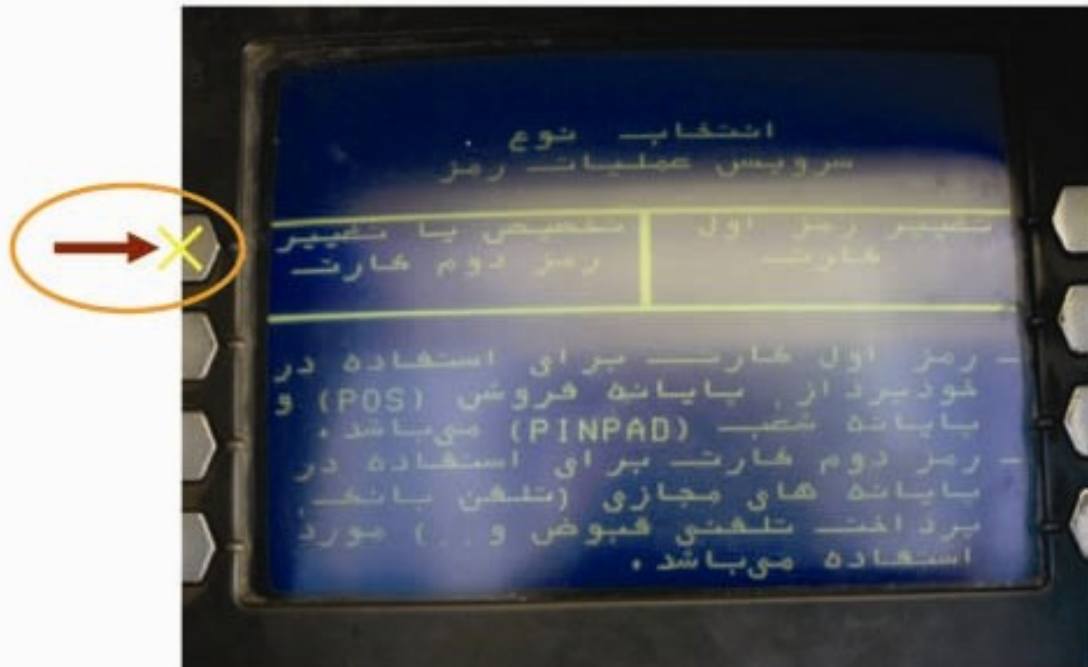 انتخاب نوع
سرویس عملیات رمز
تغییر رمز اول
کارت
تخصیص یا تغییر
رمز دوم کارت
- رمز اول کارت برای استفاده در
خودپرداز, پایانه فروش (POS) و
پایانه شعب (PINPAD) می‌باشد.
- رمز دوم کارت برای استفاده در
پایانه های مجازی (تلفن بانک,
پرداخت تلفنی قبوض و ..) مورد
استفاده می‌باشد.